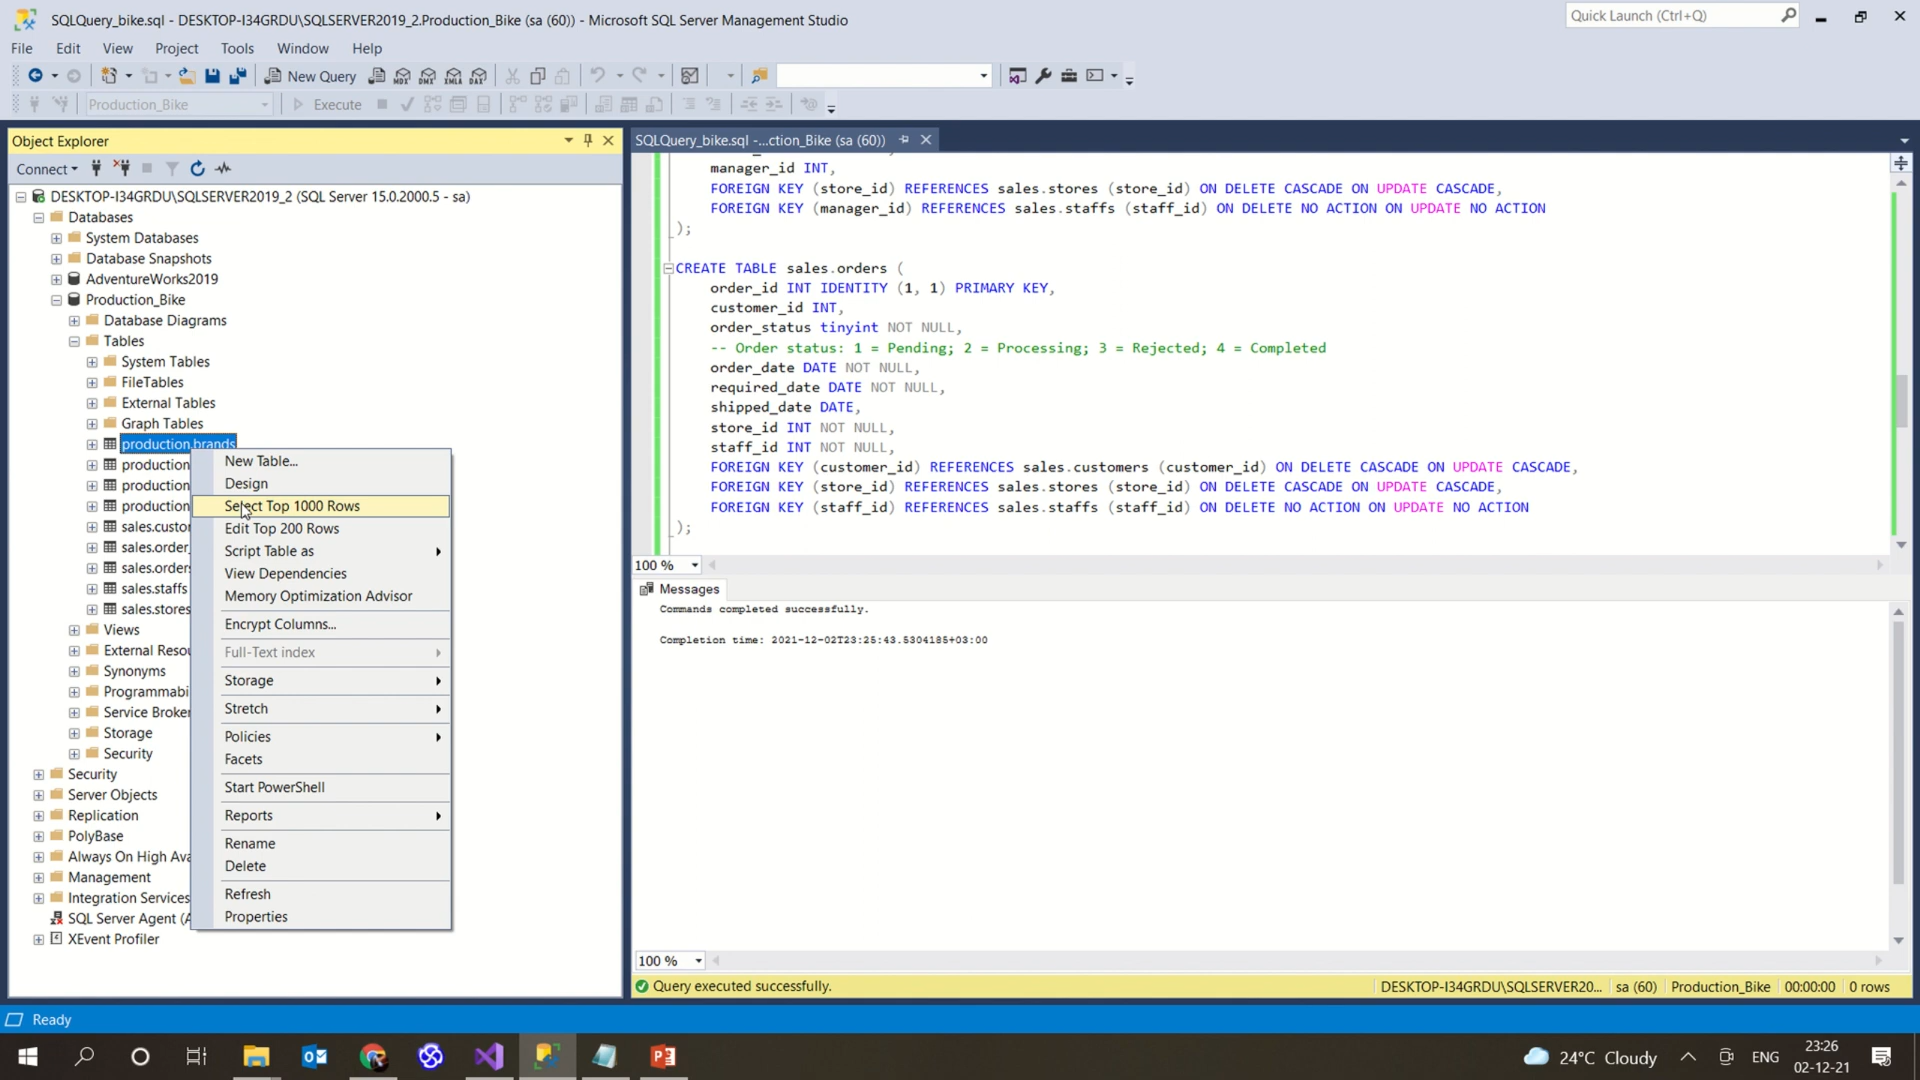 SQLQuery_bike.sql - DESKTOP-I34GRDU\SQLSERVER2019_2.Production_Bike (sa (60)) - Microsoft SQL Server Management Studio
Quick Launch (Ctrl+Q)
File Edit View Project Tools Window Help
New Query MDX DMX XMLA DAX
Production_Bike Execute
Object Explorer
Connect
DESKTOP-I34GRDU\SQLSERVER2019_2 (SQL Server 15.0.2000.5 - sa)
Databases
System Databases
Database Snapshots
AdventureWorks2019
Production_Bike
Database Diagrams
Tables
System Tables
FileTables
External Tables
Graph Tables
production.brands
production
production
production
sales.custor
sales.order_
sales.orders
sales.staffs
sales.stores
Views
External Resou
Synonyms
Programmabi
Service Broker
Storage
Security
Security
Server Objects
Replication
PolyBase
Always On High Ava
Management
Integration Services
SQL Server Agent (A
XEvent Profiler
New Table...
Design
Select Top 1000 Rows
Edit Top 200 Rows
Script Table as
View Dependencies
Memory Optimization Advisor
Encrypt Columns...
Full-Text index
Storage
Stretch
Policies
Facets
Start PowerShell
Reports
Rename
Delete
Refresh
Properties
SQLQuery_bike.sql -...ction_Bike (sa (60))
manager_id INT,
FOREIGN KEY (store_id) REFERENCES sales.stores (store_id) ON DELETE CASCADE ON UPDATE CASCADE,
FOREIGN KEY (manager_id) REFERENCES sales.staffs (staff_id) ON DELETE NO ACTION ON UPDATE NO ACTION
);
CREATE TABLE sales.orders (
order_id INT IDENTITY (1, 1) PRIMARY KEY,
customer_id INT,
order_status tinyint NOT NULL,
-- Order status: 1 = Pending; 2 = Processing; 3 = Rejected; 4 = Completed
order_date DATE NOT NULL,
required_date DATE NOT NULL,
shipped_date DATE,
store_id INT NOT NULL,
staff_id INT NOT NULL,
FOREIGN KEY (customer_id) REFERENCES sales.customers (customer_id) ON DELETE CASCADE ON UPDATE CASCADE,
FOREIGN KEY (store_id) REFERENCES sales.stores (store_id) ON DELETE CASCADE ON UPDATE CASCADE,
FOREIGN KEY (staff_id) REFERENCES sales.staffs (staff_id) ON DELETE NO ACTION ON UPDATE NO ACTION
);
100 %
Messages
Commands completed successfully.
Completion time: 2021-12-02T23:25:43.5304185+03:00
100 %
Query executed successfully. DESKTOP-I34GRDU\SQLSERVER20... sa (60) Production_Bike 00:00:00 0 rows
Ready
24°C Cloudy ENG 23:26
02-12-21